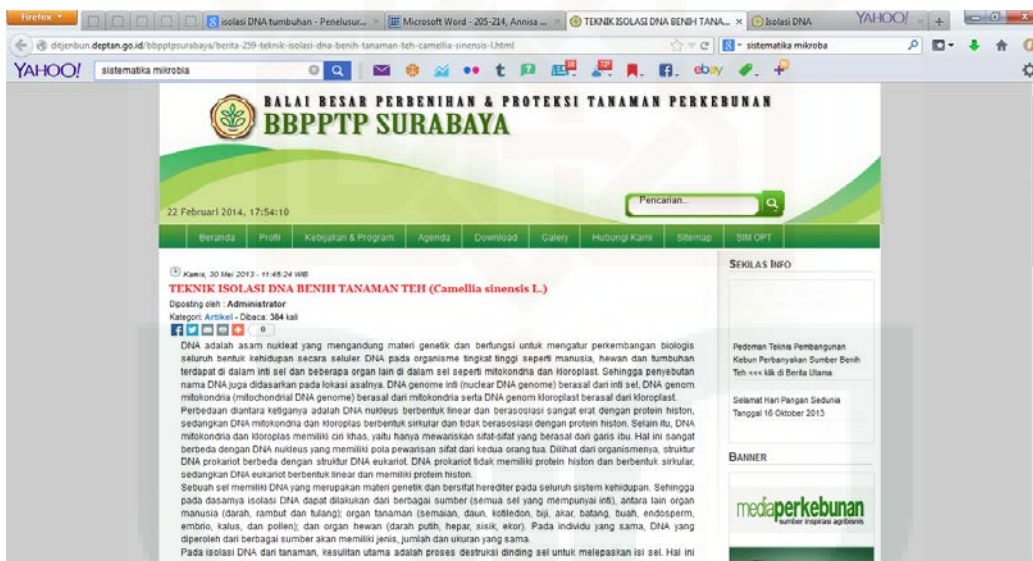 Firefox
isolasi DNA tumbuhan - Penelusur...
Microsoft Word - 205-214, Annisa ...
TEKNIK ISOLASI DNA BENIH TANA...
Isolasi DNA
YAHOO!
ditjenbun.deptan.go.id/bbpptpsurabaya/berita-259-teknik-isolasi-dna-benih-tanaman-teh-camellia-sinensis-l.html
sistematika mikroba
YAHOO!
sistematika mikrobia
ebay
BALAI BESAR PERBENIHAN & PROTEKSI TANAMAN PERKEBUNAN
BBPPTP SURABAYA
Pencarian...
22 Februari 2014, 17:54:10
Beranda Profil Kebijakan & Program Agenda Download Galery Hubungi Kami Sitemap SIM OPT
Kamis, 30 Mei 2013 - 11:45:24 WIB
TEKNIK ISOLASI DNA BENIH TANAMAN TEH (Camellia sinensis L.)
Diposting oleh : Administrator
Kategori: Artikel - Dibaca: 384 kali
0
DNA adalah asam nukleat yang mengandung materi genetik dan berfungsi untuk mengatur perkembangan biologis
seluruh bentuk kehidupan secara seluler. DNA pada organisme tingkat tinggi seperti manusia, hewan dan tumbuhan
terdapat di dalam inti sel dan beberapa organ lain di dalam sel seperti mitokondria dan kloroplast. Sehingga penyebutan
nama DNA juga didasarkan pada lokasi asalnya. DNA genome inti (nuclear DNA genome) berasal dari inti sel, DNA genom
mitokondria (mitochondrial DNA genome) berasal dari mitokondria serta DNA genom kloroplast berasal dari kloroplast.
Perbedaan diantara ketiganya adalah DNA nukleus berbentuk linear dan berasosiasi sangat erat dengan protein histon,
sedangkan DNA mitokondria dan kloroplas berbentuk sirkular dan tidak berasosiasi dengan protein histon. Selain itu, DNA
mitokondria dan kloroplas memiliki ciri khas, yaitu hanya mewariskan sifat-sifat yang berasal dari garis ibu. Hal ini sangat
berbeda dengan DNA nukleus yang memiliki pola pewarisan sifat dari kedua orang tua. Dilihat dari organismenya, struktur
DNA prokariot berbeda dengan struktur DNA eukariot. DNA prokariot tidak memiliki protein histon dan berbentuk sirkular,
sedangkan DNA eukariot berbentuk linear dan memiliki protein histon.
Sebuah sel memiliki DNA yang merupakan materi genetik dan bersifat herediter pada seluruh sistem kehidupan. Sehingga
pada dasarnya isolasi DNA dapat dilakukan dari berbagai sumber (semua sel yang mempunyai inti), antara lain organ
manusia (darah, rambut dan tulang); organ tanaman (semaian, daun, kotiledon, biji, akar, batang, buah, endosperm,
embrio, kalus, dan pollen); dan organ hewan (darah putih, hepar, sisik, ekor). Pada individu yang sama, DNA yang
diperoleh dari berbagai sumber akan memiliki jenis, jumlah dan ukuran yang sama.
Pada isolasi DNA dari tanaman, kesulitan utama adalah proses destruksi dinding sel untuk melepaskan isi sel. Hal ini
SEKILAS INFO
Pedoman Teknis Pembangunan
Kebun Perbanyakan Sumber Benih
Teh <<< klik di Berita Utama
Selamat Hari Pangan Sedunia
Tanggal 16 Oktober 2013
BANNER
mediaperkebunan
sumber inspirasi agribisnis